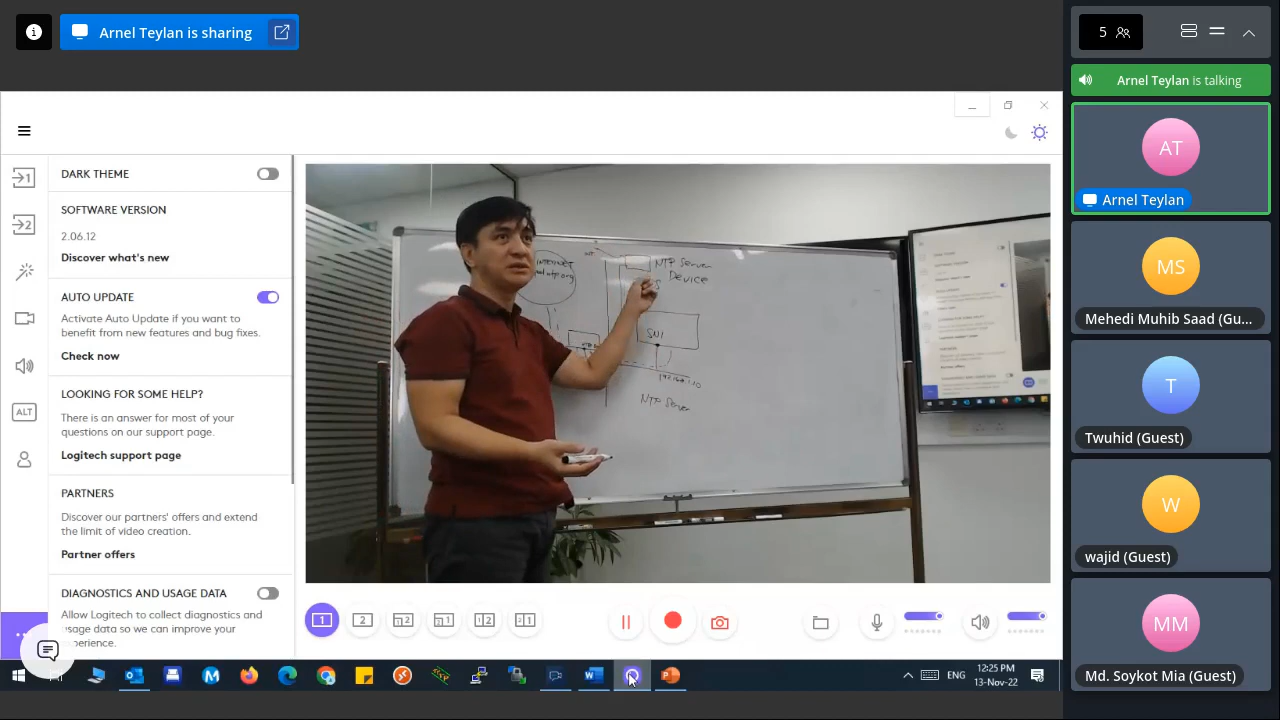 Arnel Teylan is sharing
5
Arnel Teylan is talking
AT
Arnel Teylan
MS
Mehedi Muhib Saad (Gu...
T
Twuhid (Guest)
W
wajid (Guest)
MM
Md. Soykot Mia (Guest)
DARK THEME
SOFTWARE VERSION
2.06.12
Discover what's new
AUTO UPDATE
Activate Auto Update if you want to
benefit from new features and bug fixes.
Check now
LOOKING FOR SOME HELP?
There is an answer for most of your
questions on our support page.
Logitech support page
PARTNERS
Discover our partners' offers and extend
the limit of video creation.
Partner offers
DIAGNOSTICS AND USAGE DATA
Allow Logitech to collect diagnostics and
usage data so we can improve your
experience.
ALT
INTERNET
NTP Server
Device
SW1
NTP Server
1
2
ENG
12:25 PM
13-Nov-22